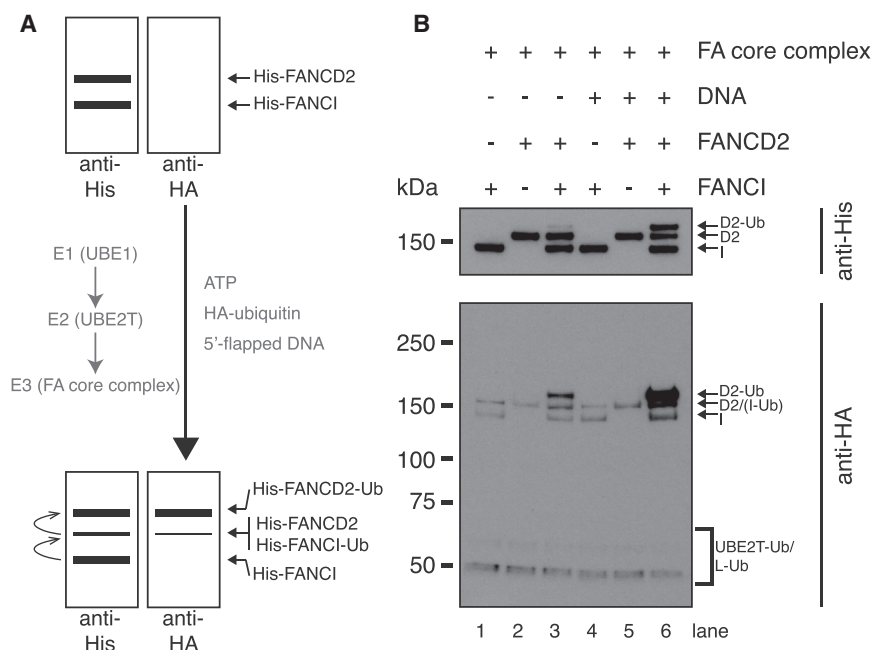 A
His-FANCD2
His-FANCI
anti-
His
anti-
HA
E1 (UBE1)
E2 (UBE2T)
E3 (FA core complex)
ATP
HA-ubiquitin
5'-flapped DNA
His-FANCD2-Ub
His-FANCD2
His-FANCI-Ub
His-FANCI
anti-
His
anti-
HA
B
+ + + + + + FA core complex
- - - + + + DNA
- + + - + + FANCD2
+ - + + - + FANCI
kDa
150
D2-Ub
D2
I
anti-His
250
150
100
75
50
D2-Ub
D2/(I-Ub)
I
UBE2T-Ub/
L-Ub
anti-HA
1 2 3 4 5 6 lane